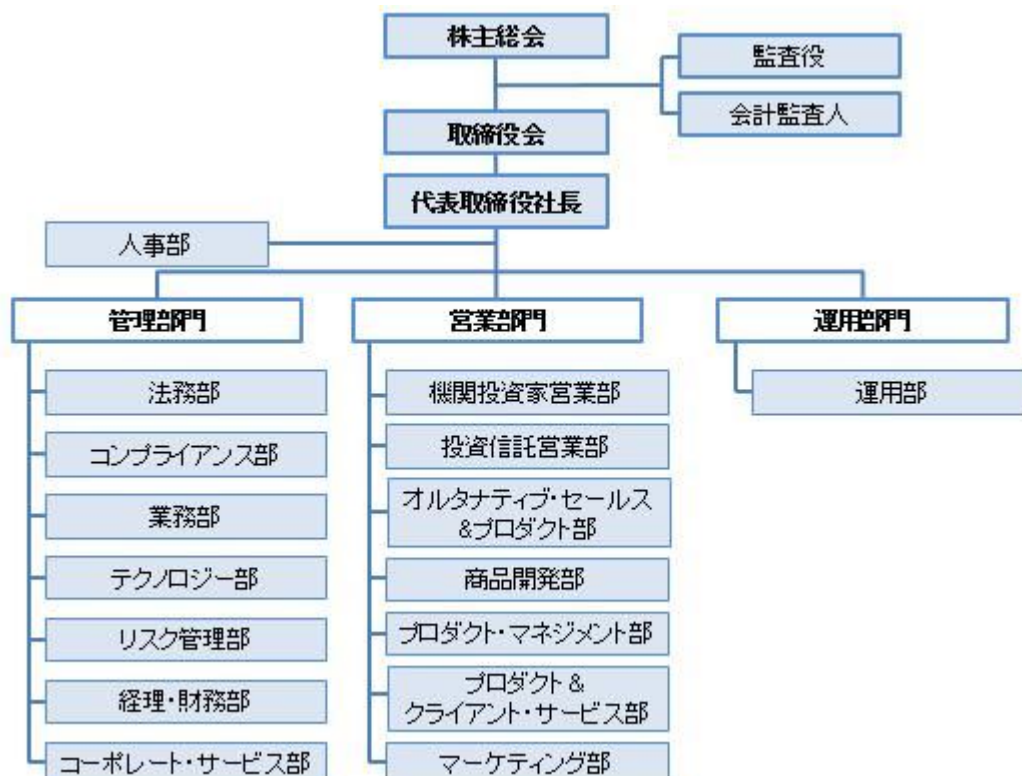 株主総会
監査役
会計監査人
取締役会
代表取締役社長
人事部
管理部門
営業部門
運用部門
法務部
コンプライアンス部
業務部
テクノロジー部
リスク管理部
経理・財務部
コーポレート・サービス部
機関投資家営業部
投資信託営業部
オルタナティブ・セールス
&プロダクト部
商品開発部
プロダクト・マネジメント部
プロダクト &
クライアント・サービス部
マーケティング部
運用部